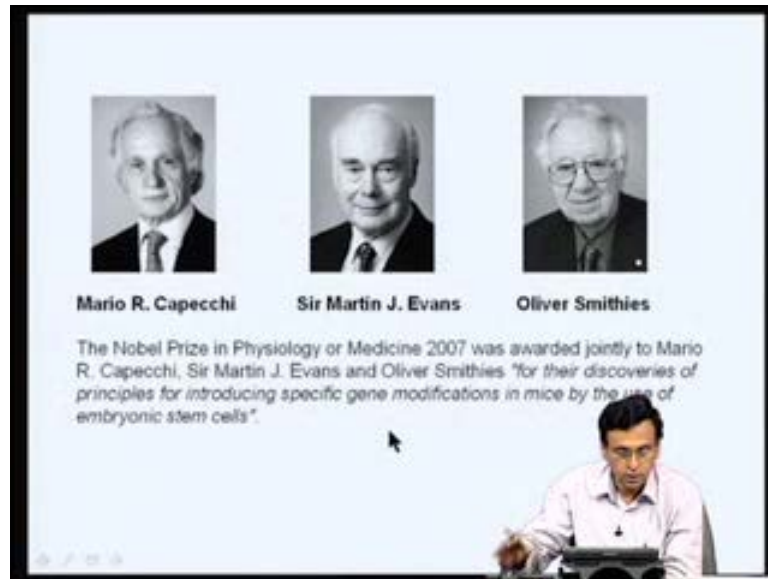 Mario R. Capecchi
Sir Martin J. Evans
Oliver Smithies
The Nobel Prize in Physiology or Medicine 2007 was awarded jointly to Mario
R. Capecchi, Sir Martin J. Evans and Oliver Smithies "for their discoveries of
principles for introducing specific gene modifications in mice by the use of
embryonic stem cells".